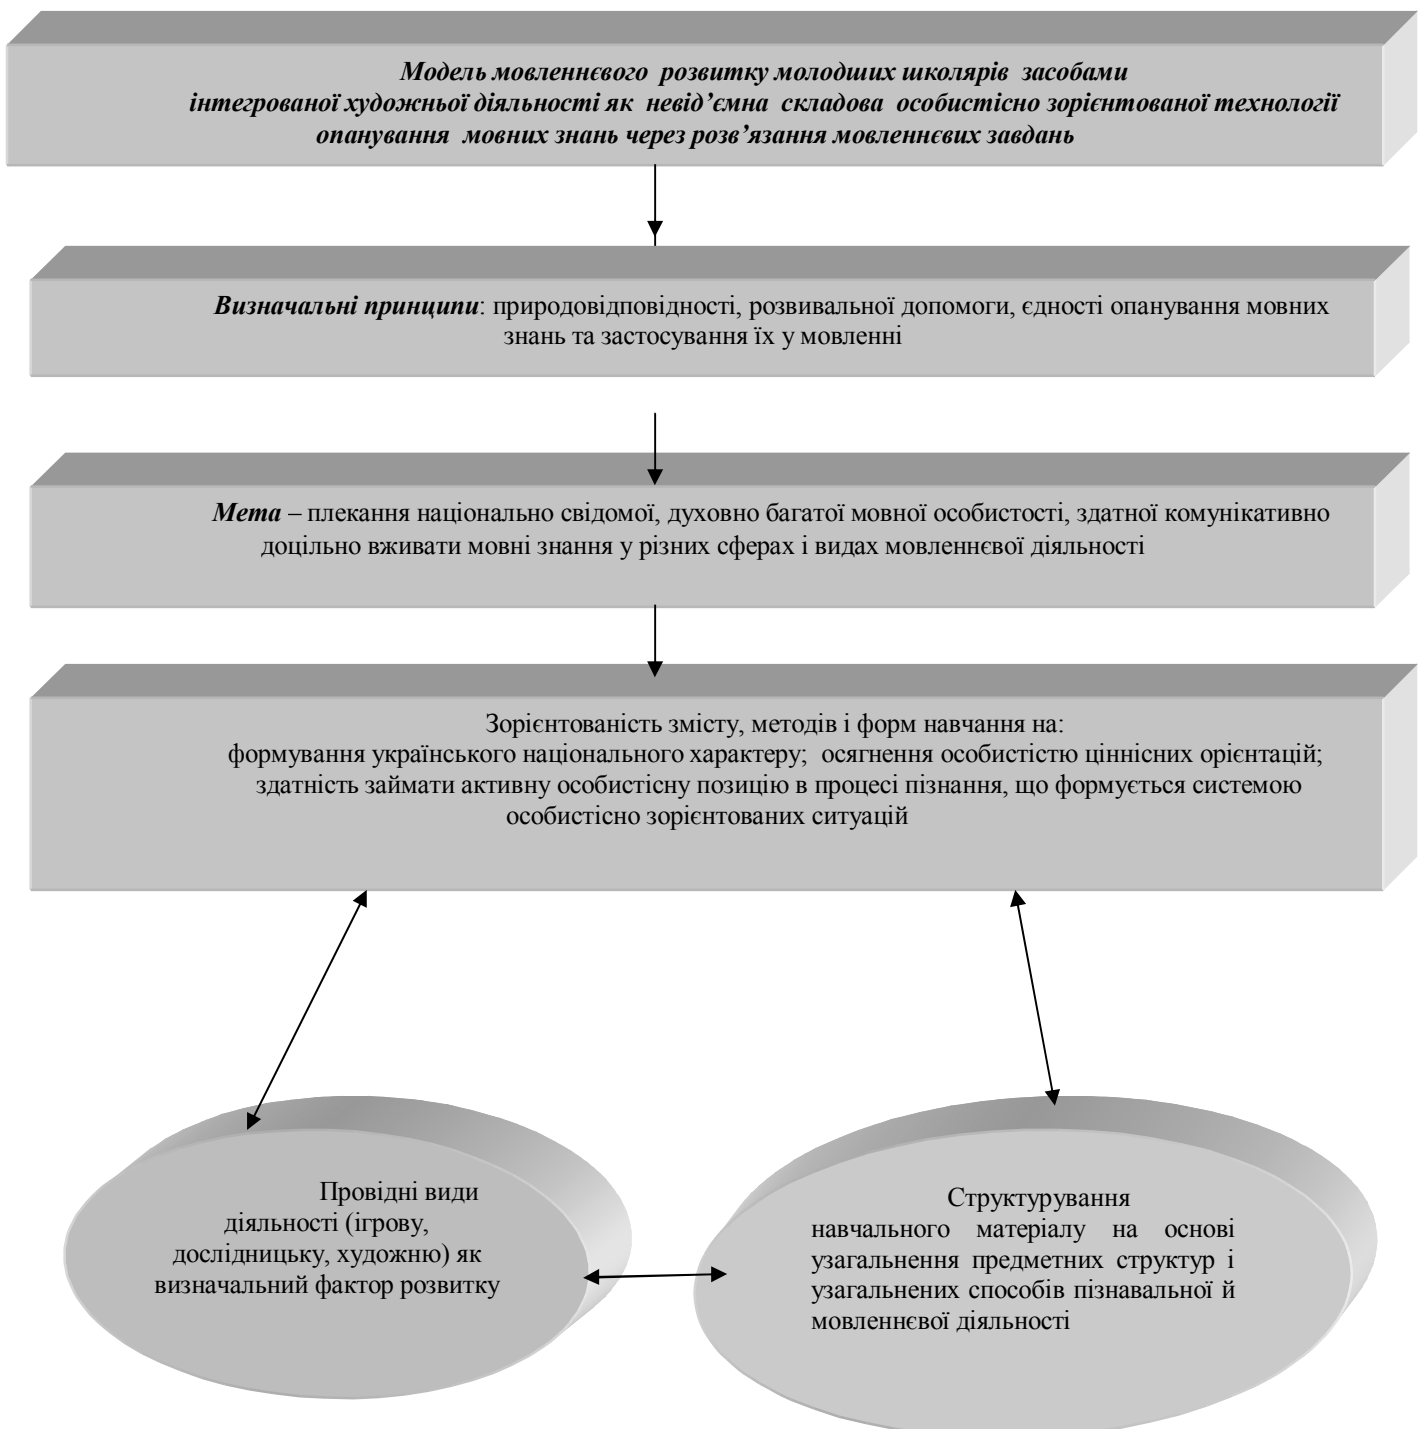 Модель мовленнєвого розвитку молодших школярів засобами
інтегрованої художньої діяльності як невід’ємна складова особистісно зорієнтованої технології
опанування мовних знань через розв’язання мовленнєвих завдань
Визначальні принципи: природовідповідності, розвивальної допомоги, єдності опанування мовних
знань та застосування їх у мовленні
Мета – плекання національно свідомої, духовно багатої мовної особистості, здатної комунікативно
доцільно вживати мовні знання у різних сферах і видах мовленнєвої діяльності
Зорієнтованість змісту, методів і форм навчання на:
формування українського національного характеру; осягнення особистістю ціннісних орієнтацій;
здатність займати активну особистісну позицію в процесі пізнання, що формується системою
особистісно зорієнтованих ситуацій
Провідні види
діяльності (ігрову,
дослідницьку, художню) як
визначальний фактор розвитку
Структурування
навчального матеріалу на основі
узагальнення предметних структур і
узагальнених способів пізнавальної й
мовленнєвої діяльності